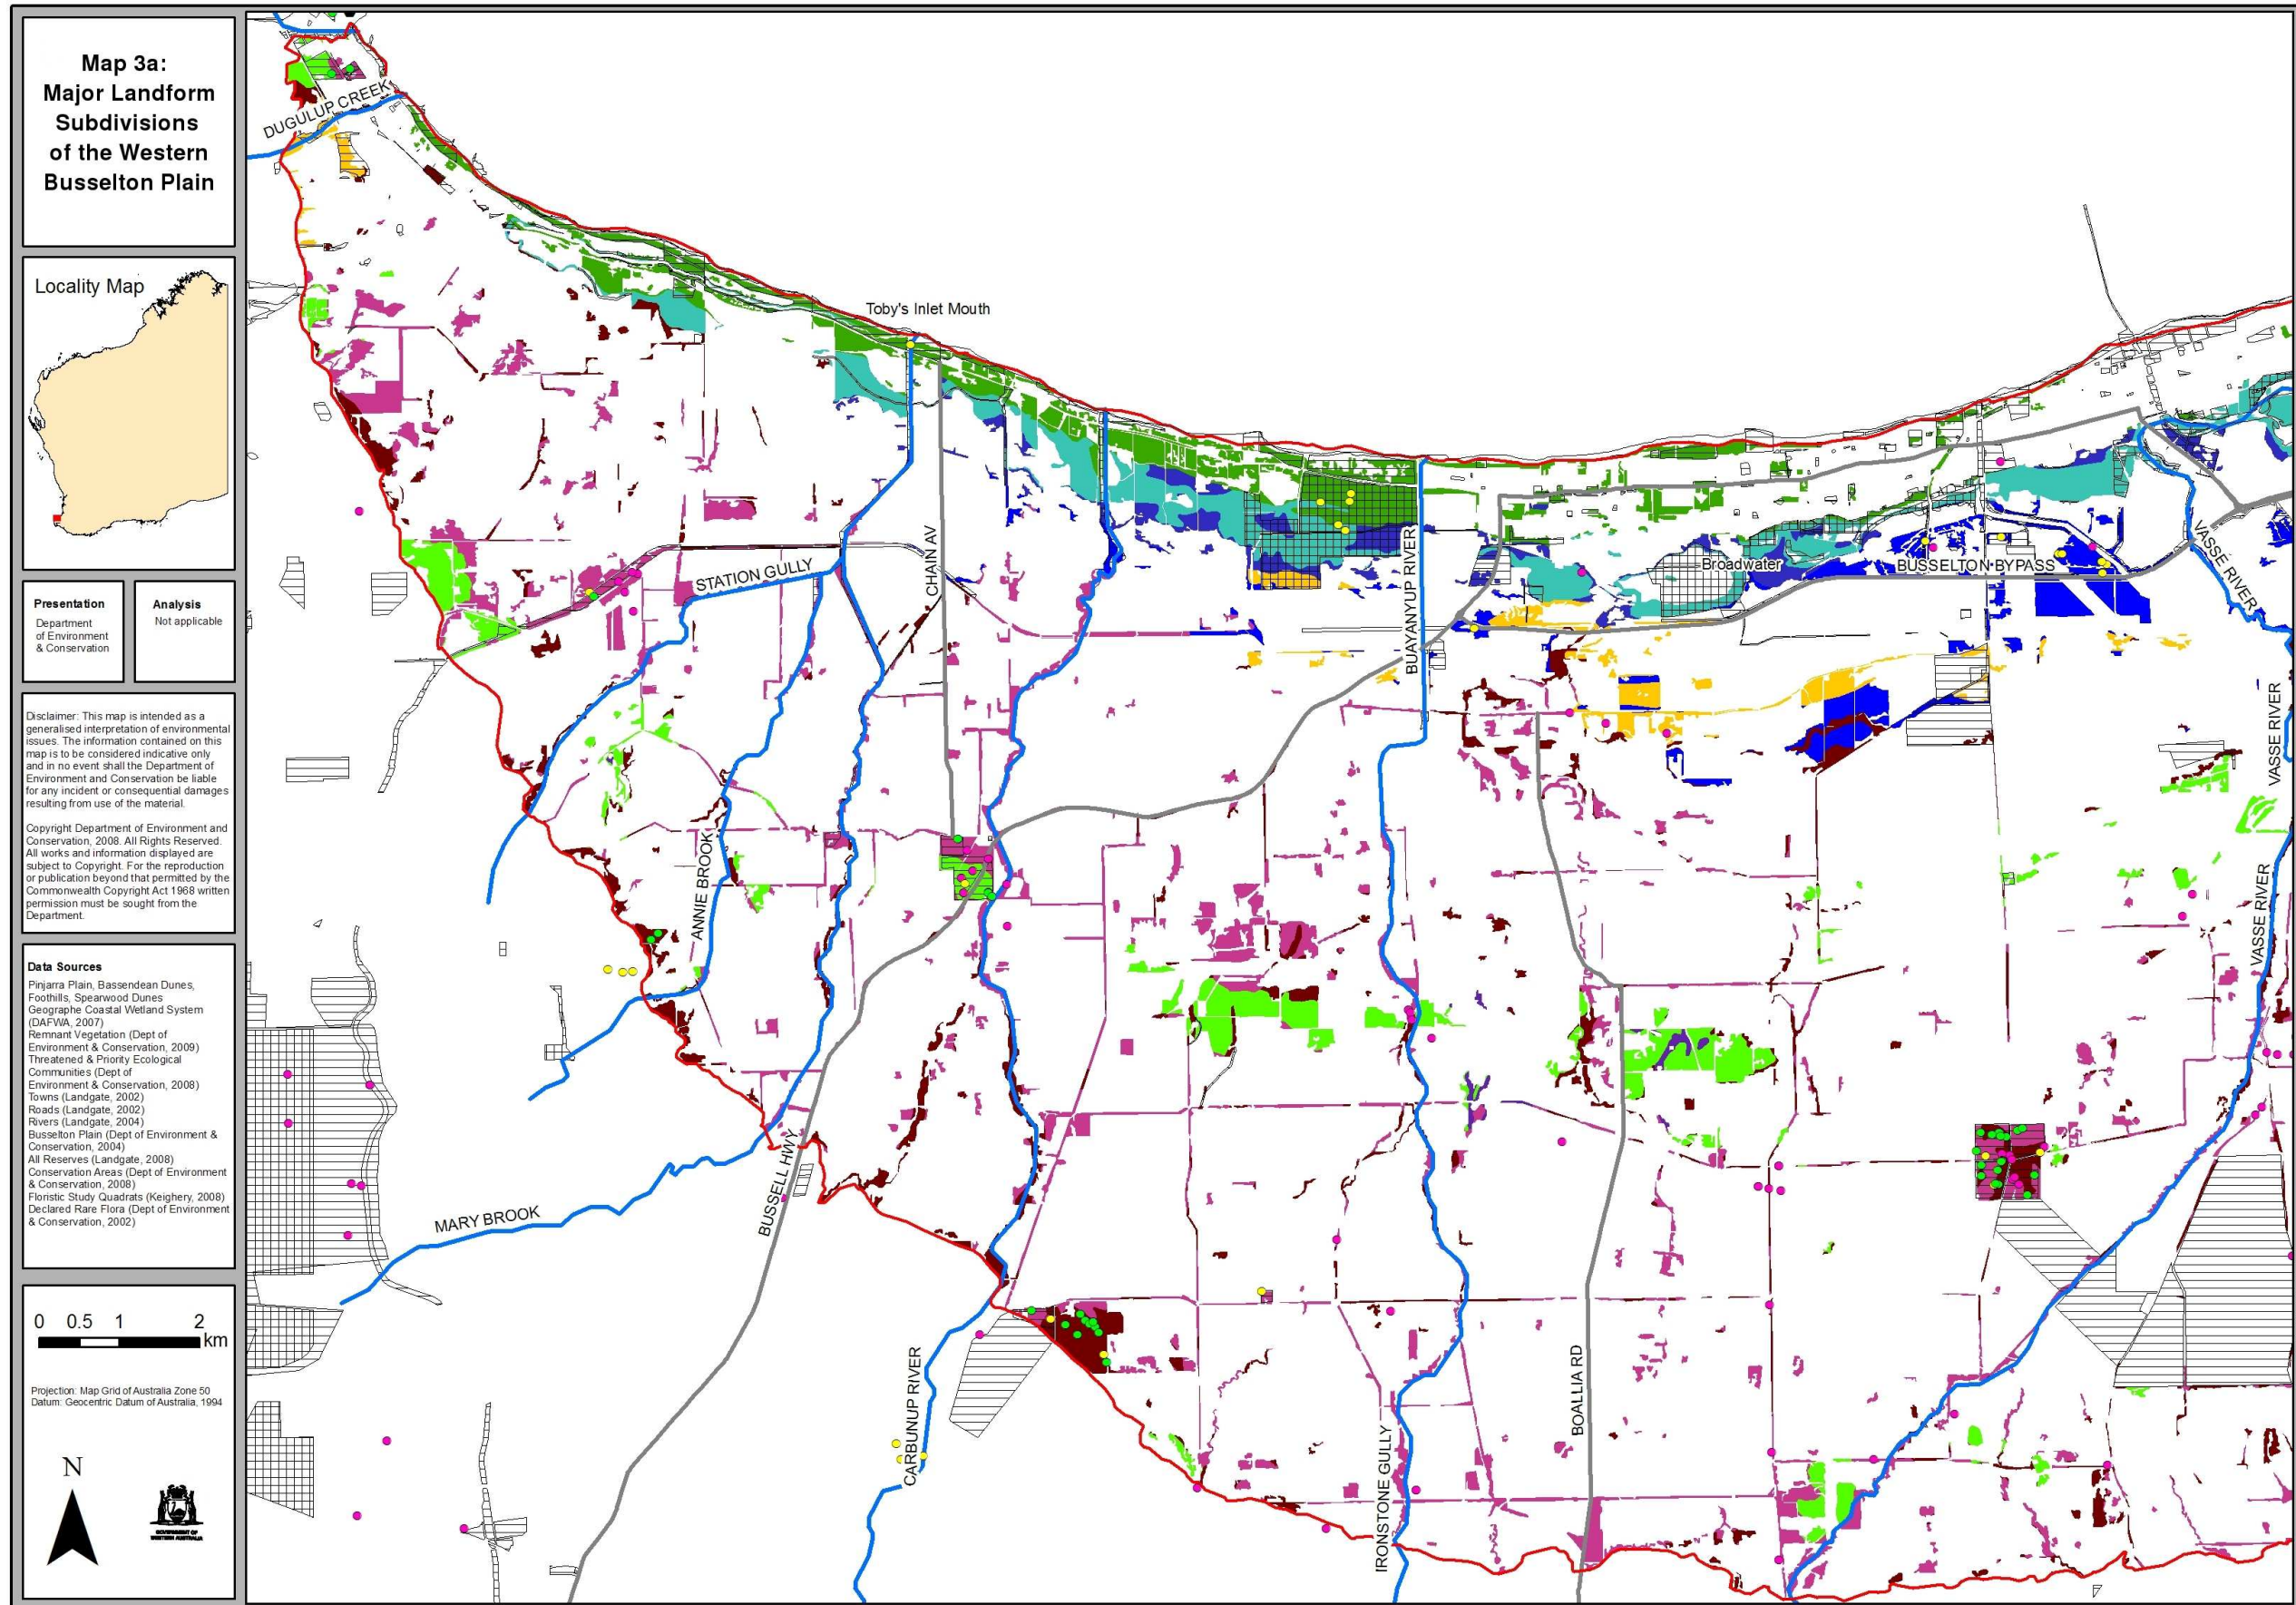 Map 3a:
Major Landform
Subdivisions
of the Western
Busselton Plain
Locality Map
Presentation
Department
of Environment
& Conservation
Analysis
Not applicable
Disclaimer: This map is intended as a
generalised interpretation of environmental
issues. The information contained on this
map is to be considered indicative only
and in no event shall the Department of
Environment and Conservation be liable
for any incident or consequential damages
resulting from use of the material.
Copyright Department of Environment and
Conservation, 2008. All Rights Reserved.
All works and information displayed are
subject to Copyright. For the reproduction
or publication beyond that permitted by the
Commonwealth Copyright Act 1968 written
permission must be sought from the
Department.
Data Sources
Pinjarra Plain, Bassendean Dunes,
Foothills, Spearwood Dunes
Geographe Coastal Wetland System
(DAFWA, 2007)
Remnant Vegetation (Dept of
Environment & Conservation, 2009)
Threatened & Priority Ecological
Communities (Dept of
Environment & Conservation, 2008)
Towns (Landgate, 2002)
Roads (Landgate, 2002)
Rivers (Landgate, 2004)
Busselton Plain (Dept of Environment &
Conservation, 2004)
All Reserves (Landgate, 2008)
Conservation Areas (Dept of Environment
& Conservation, 2008)
Floristic Study Quadrats (Keighery, 2008)
Declared Rare Flora (Dept of Environment
& Conservation, 2002)
0 0.5 1 2
km
Projection: Map Grid of Australia Zone 50
Datum: Geocentric Datum of Australia, 1994
N
GOVERNMENT OF
WESTERN AUSTRALIA
DUGULUP CREEK
Toby's Inlet Mouth
STATION GULLY
CHAIN AV
BUAYANYUP RIVER
Broadwater
BUSSELTON BYPASS
VASSE RIVER
VASSE RIVER
VASSE RIVER
ANNIE BROOK
MARY BROOK
BUSSELL HWY
CARBUNUP RIVER
IRONSTONE GULLY
BOALLIA RD